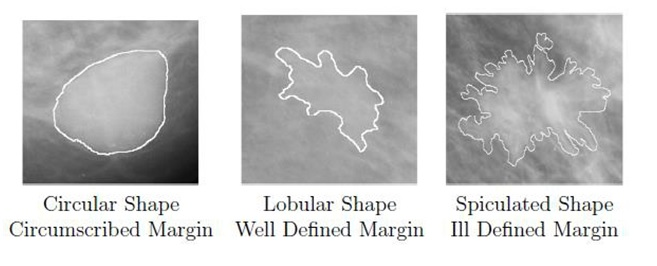 Circular Shape
Circumscribed Margin
Lobular Shape
Well Defined Margin
Spiculated Shape
Ill Defined Margin